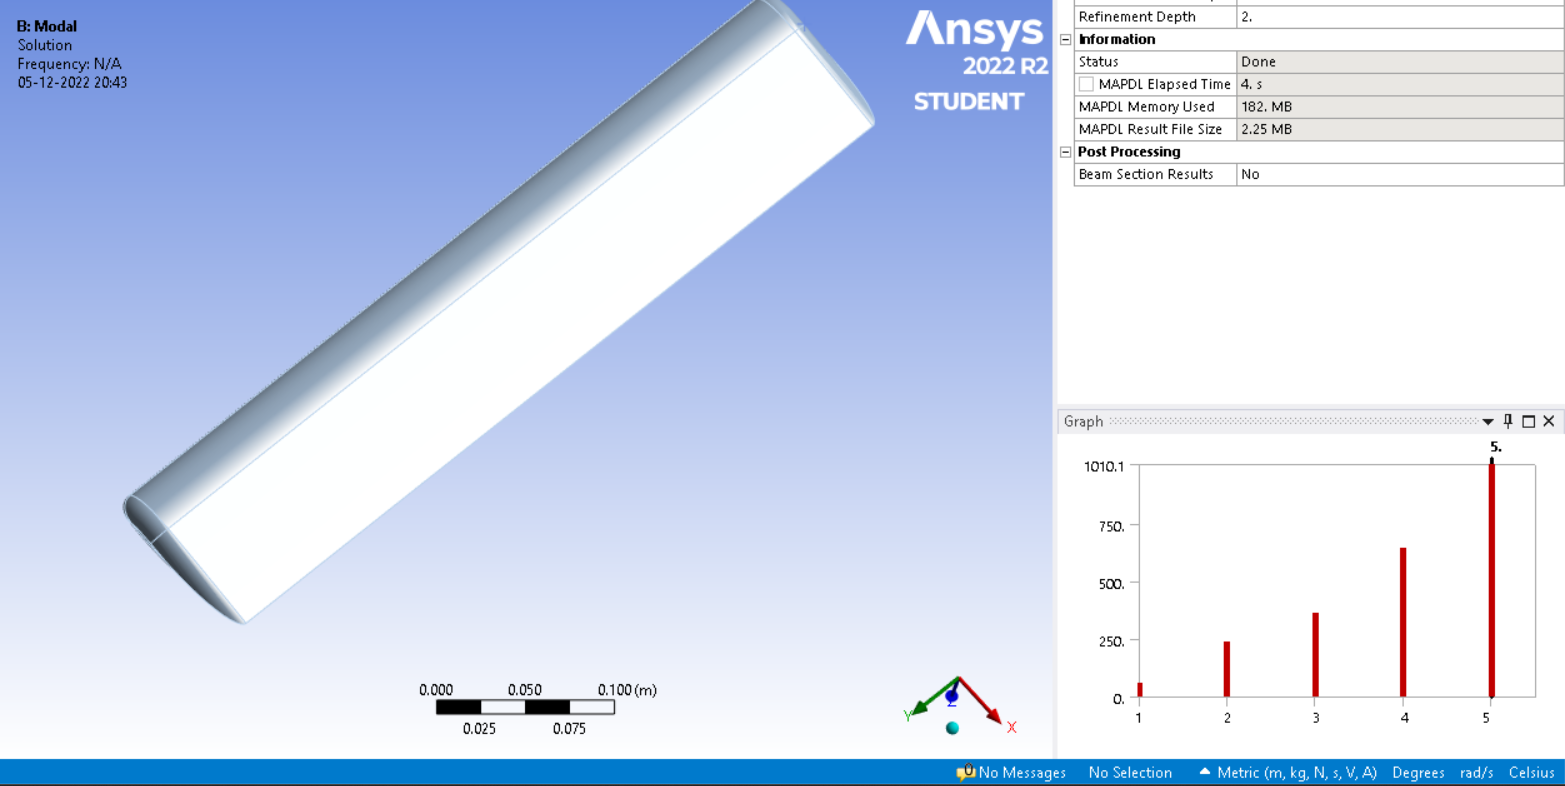 B: Modal
Solution
Frequency: N/A
05-12-2022 20:43
Ansys
2022 R2
STUDENT
0.000 0.050 0.100 (m)
0.025 0.075
Y Z X
Refinement Depth 2.
Information
Status Done
MAPDL Elapsed Time 4. s
MAPDL Memory Used 182. MB
MAPDL Result File Size 2.25 MB
Post Processing
Beam Section Results No
Graph
5.
1010.1
750.
500.
250.
0.
1 2 3 4 5
0 No Messages No Selection Metric (m, kg, N, s, V, A) Degrees rad/s Celsius